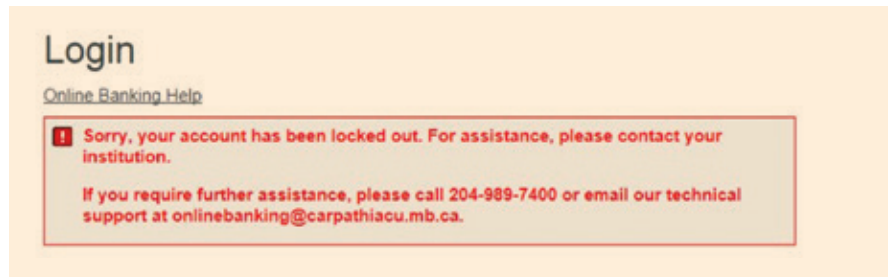 Login
Online Banking Help
Sorry, your account has been locked out. For assistance, please contact your
institution.
If you require further assistance, please call 204-989-7400 or email our technical
support at onlinebanking@carpathiacu.mb.ca.